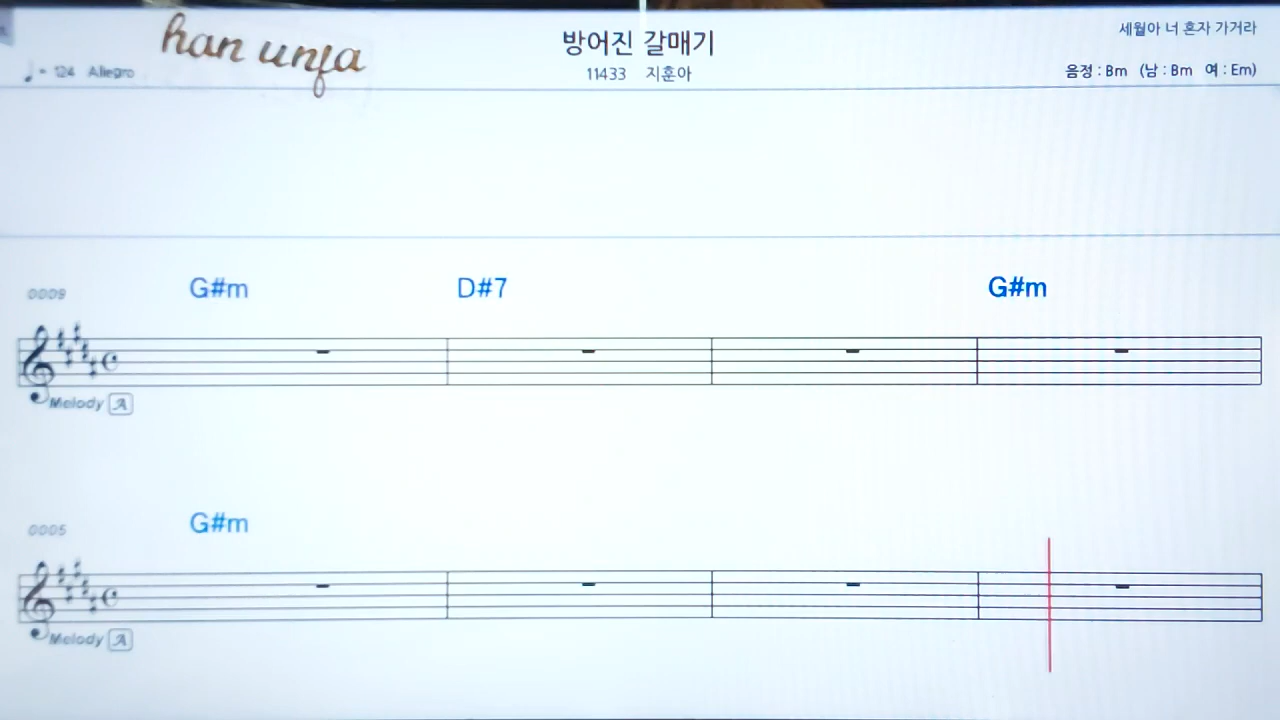 han unja
방어진 갈매기
세월아 너 혼자 가거라
♩ = 124 Allegro
11433 지훈아
음정 : Bm (남 : Bm 여 : Em)
0009 G#m D#7 G#m
Melody A
0005 G#m
Melody A